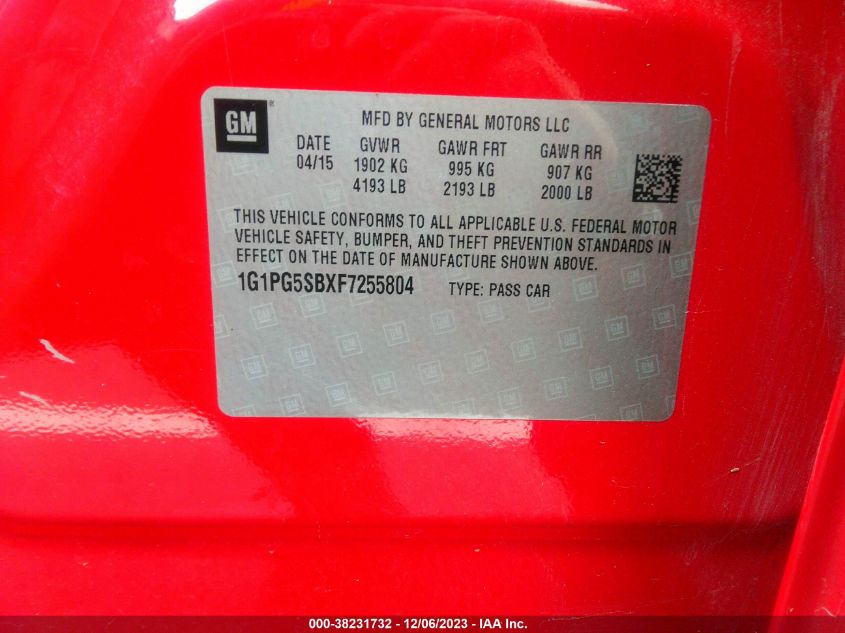 GM ® MFD BY GENERAL MOTORS LLC
DATE GVWR GAWR FRT GAWR RR
04/15 1902 KG 995 KG 907 KG
4193 LB 2193 LB 2000 LB
THIS VEHICLE CONFORMS TO ALL APPLICABLE U.S. FEDERAL MOTOR
VEHICLE SAFETY, BUMPER, AND THEFT PREVENTION STANDARDS IN
EFFECT ON THE DATE OF MANUFACTURE SHOWN ABOVE.
1G1PG5SBXF7255804 TYPE: PASS CAR
000-38231732 - 12/06/2023 - IAA Inc.